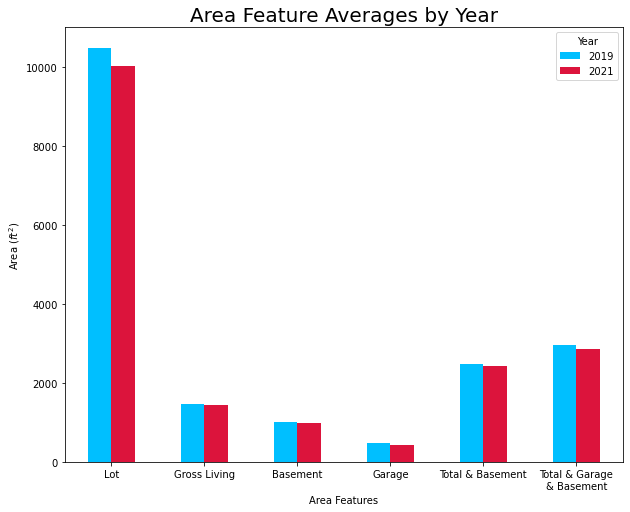 Area Feature Averages by Year
Year
2019
2021
10000
8000
6000
4000
2000
0
Area (ft²)
Lot
Gross Living
Basement
Garage
Total & Basement
Total & Garage
& Basement
Area Features